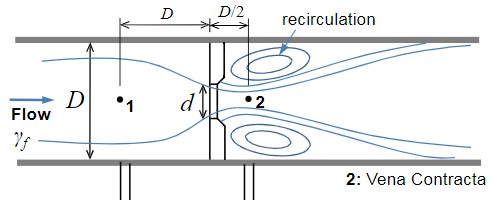 D
D/2
recirculation
D
1
d
2
Flow
γf
2: Vena Contracta